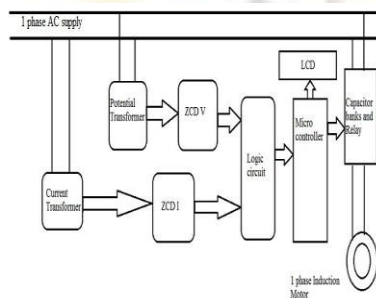 1 phase AC supply
LCD
Potential
Transformer
ZCD V
Capacitor
banks and
Relay
Micro
controller
Logic
circuit
Current
Transformer
ZCD I
1 phase Induction
Motor